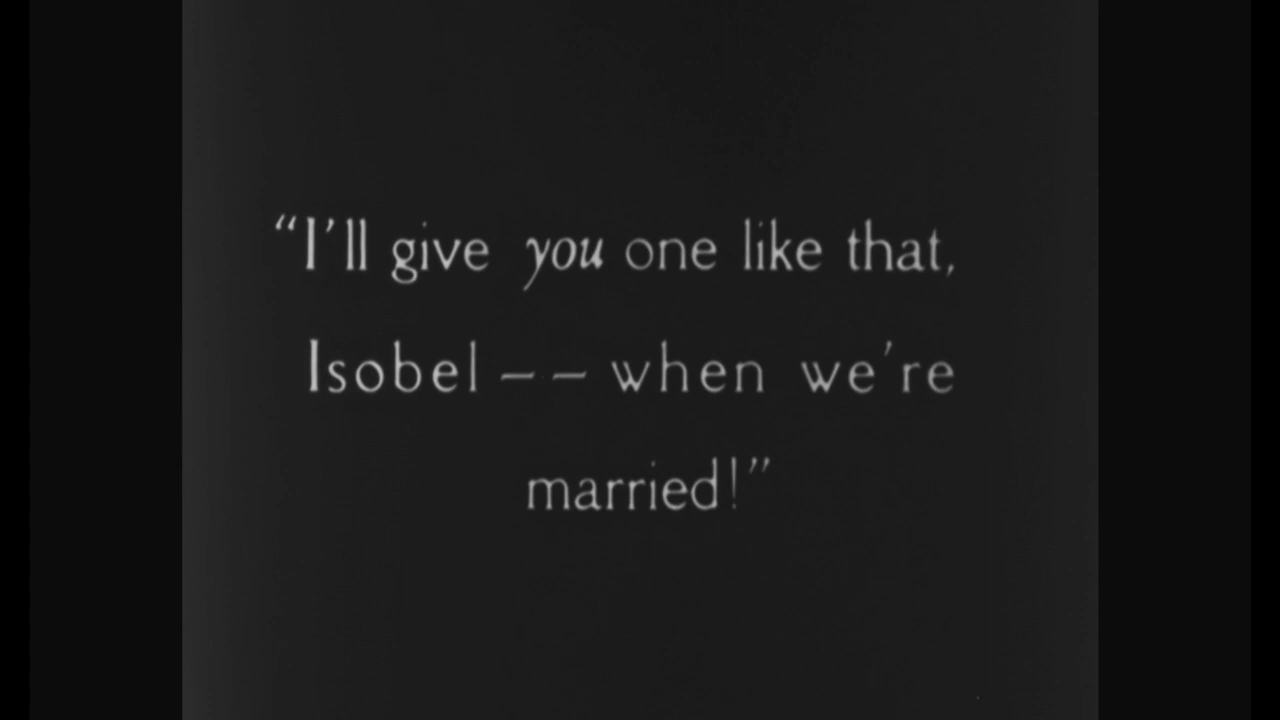 “I’ll give you one like that,
Isobel – – when we’re
married!”